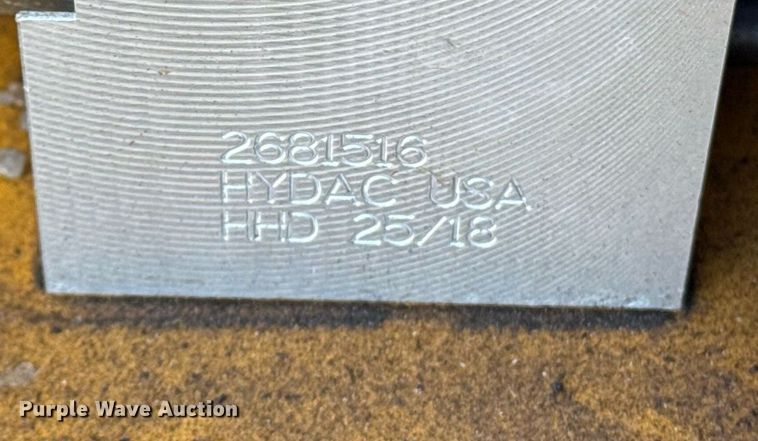 2681516
HYDAC USA
HHD 25/18
Purple Wave Auction